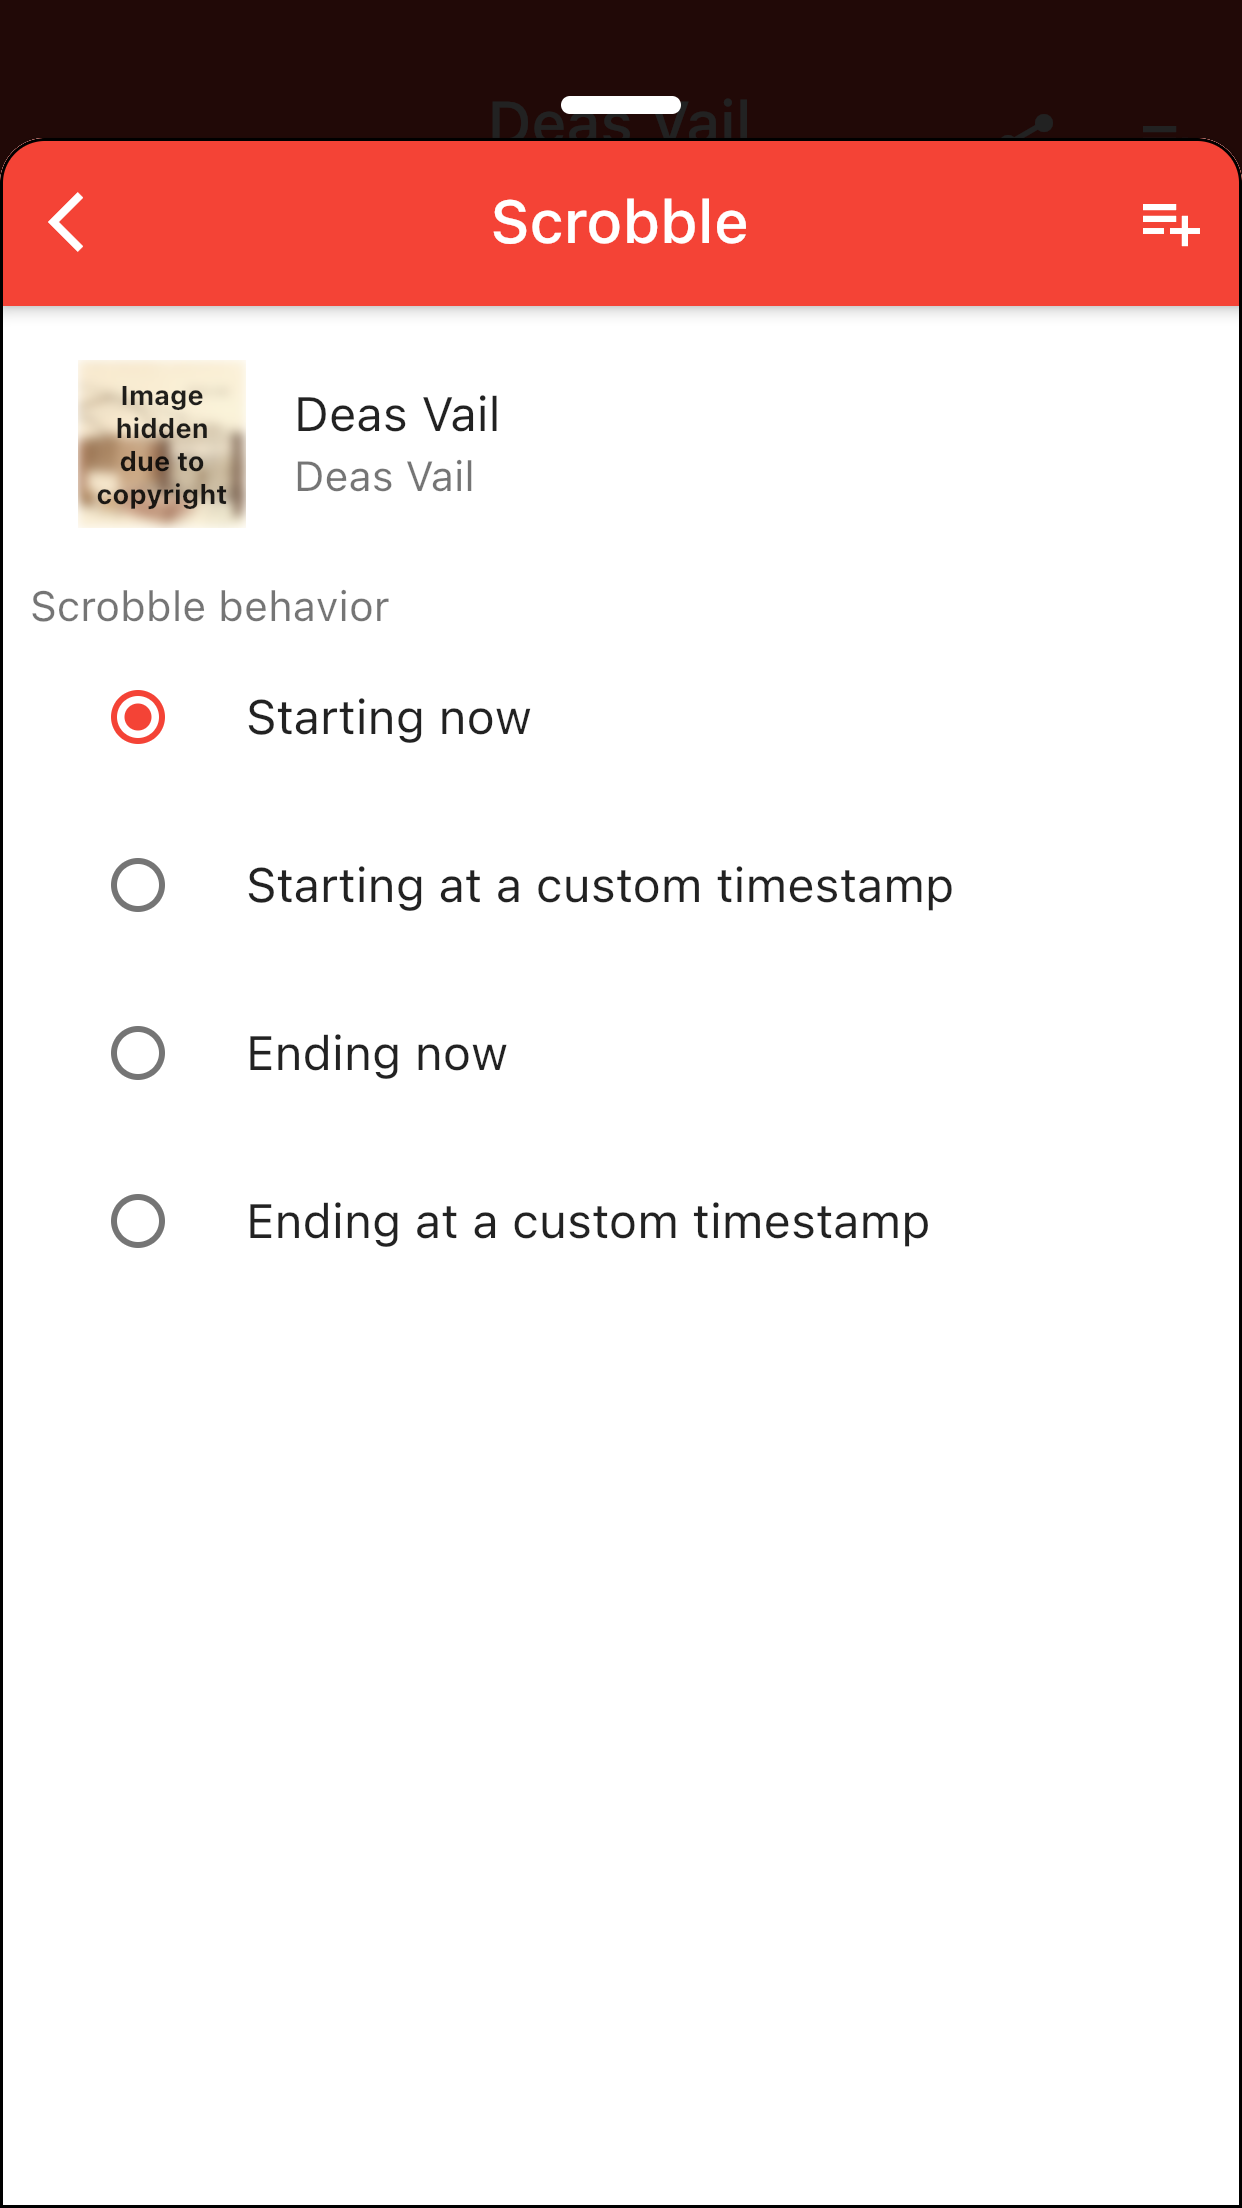 Deas Vail
Scrobble
Image
hidden
due to
copyright
Deas Vail
Deas Vail
Scrobble behavior
Starting now
Starting at a custom timestamp
Ending now
Ending at a custom timestamp